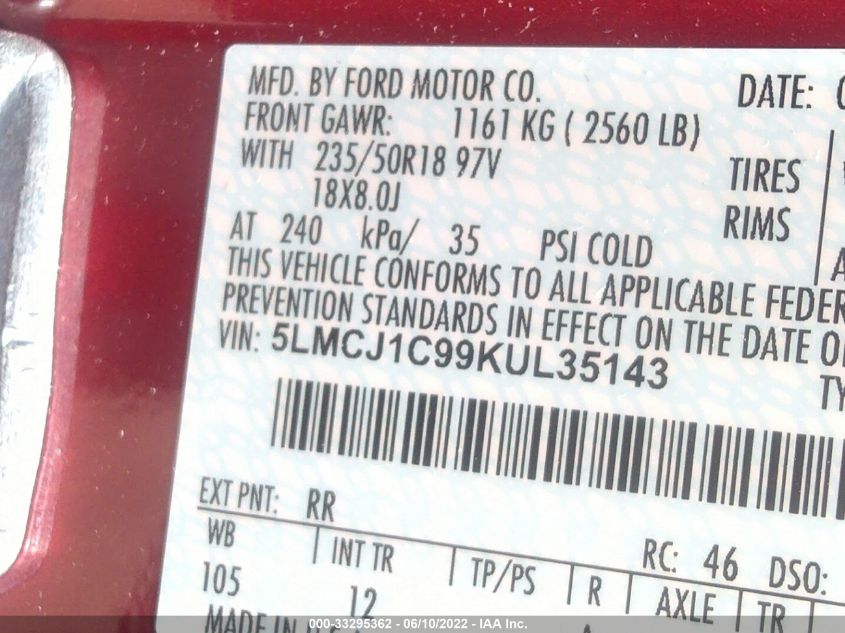 MFD. BY FORD MOTOR CO. DATE:
FRONT GAWR: 1161 KG ( 2560 LB)
WITH 235/50R18 97V TIRES
18X8.0J RIMS
AT 240 kPa/ 35 PSI COLD
THIS VEHICLE CONFORMS TO ALL APPLICABLE FEDER
PREVENTION STANDARDS IN EFFECT ON THE DATE O
VIN: 5LMCJ1C99KUL35143
TY
EXT PNT: RR RC: 46 DSO:
WB INT TR TP/PS R AXLE TR
105 12
MADE IN U.S.A
000-33295362 - 06/10/2022 - IAA Inc.